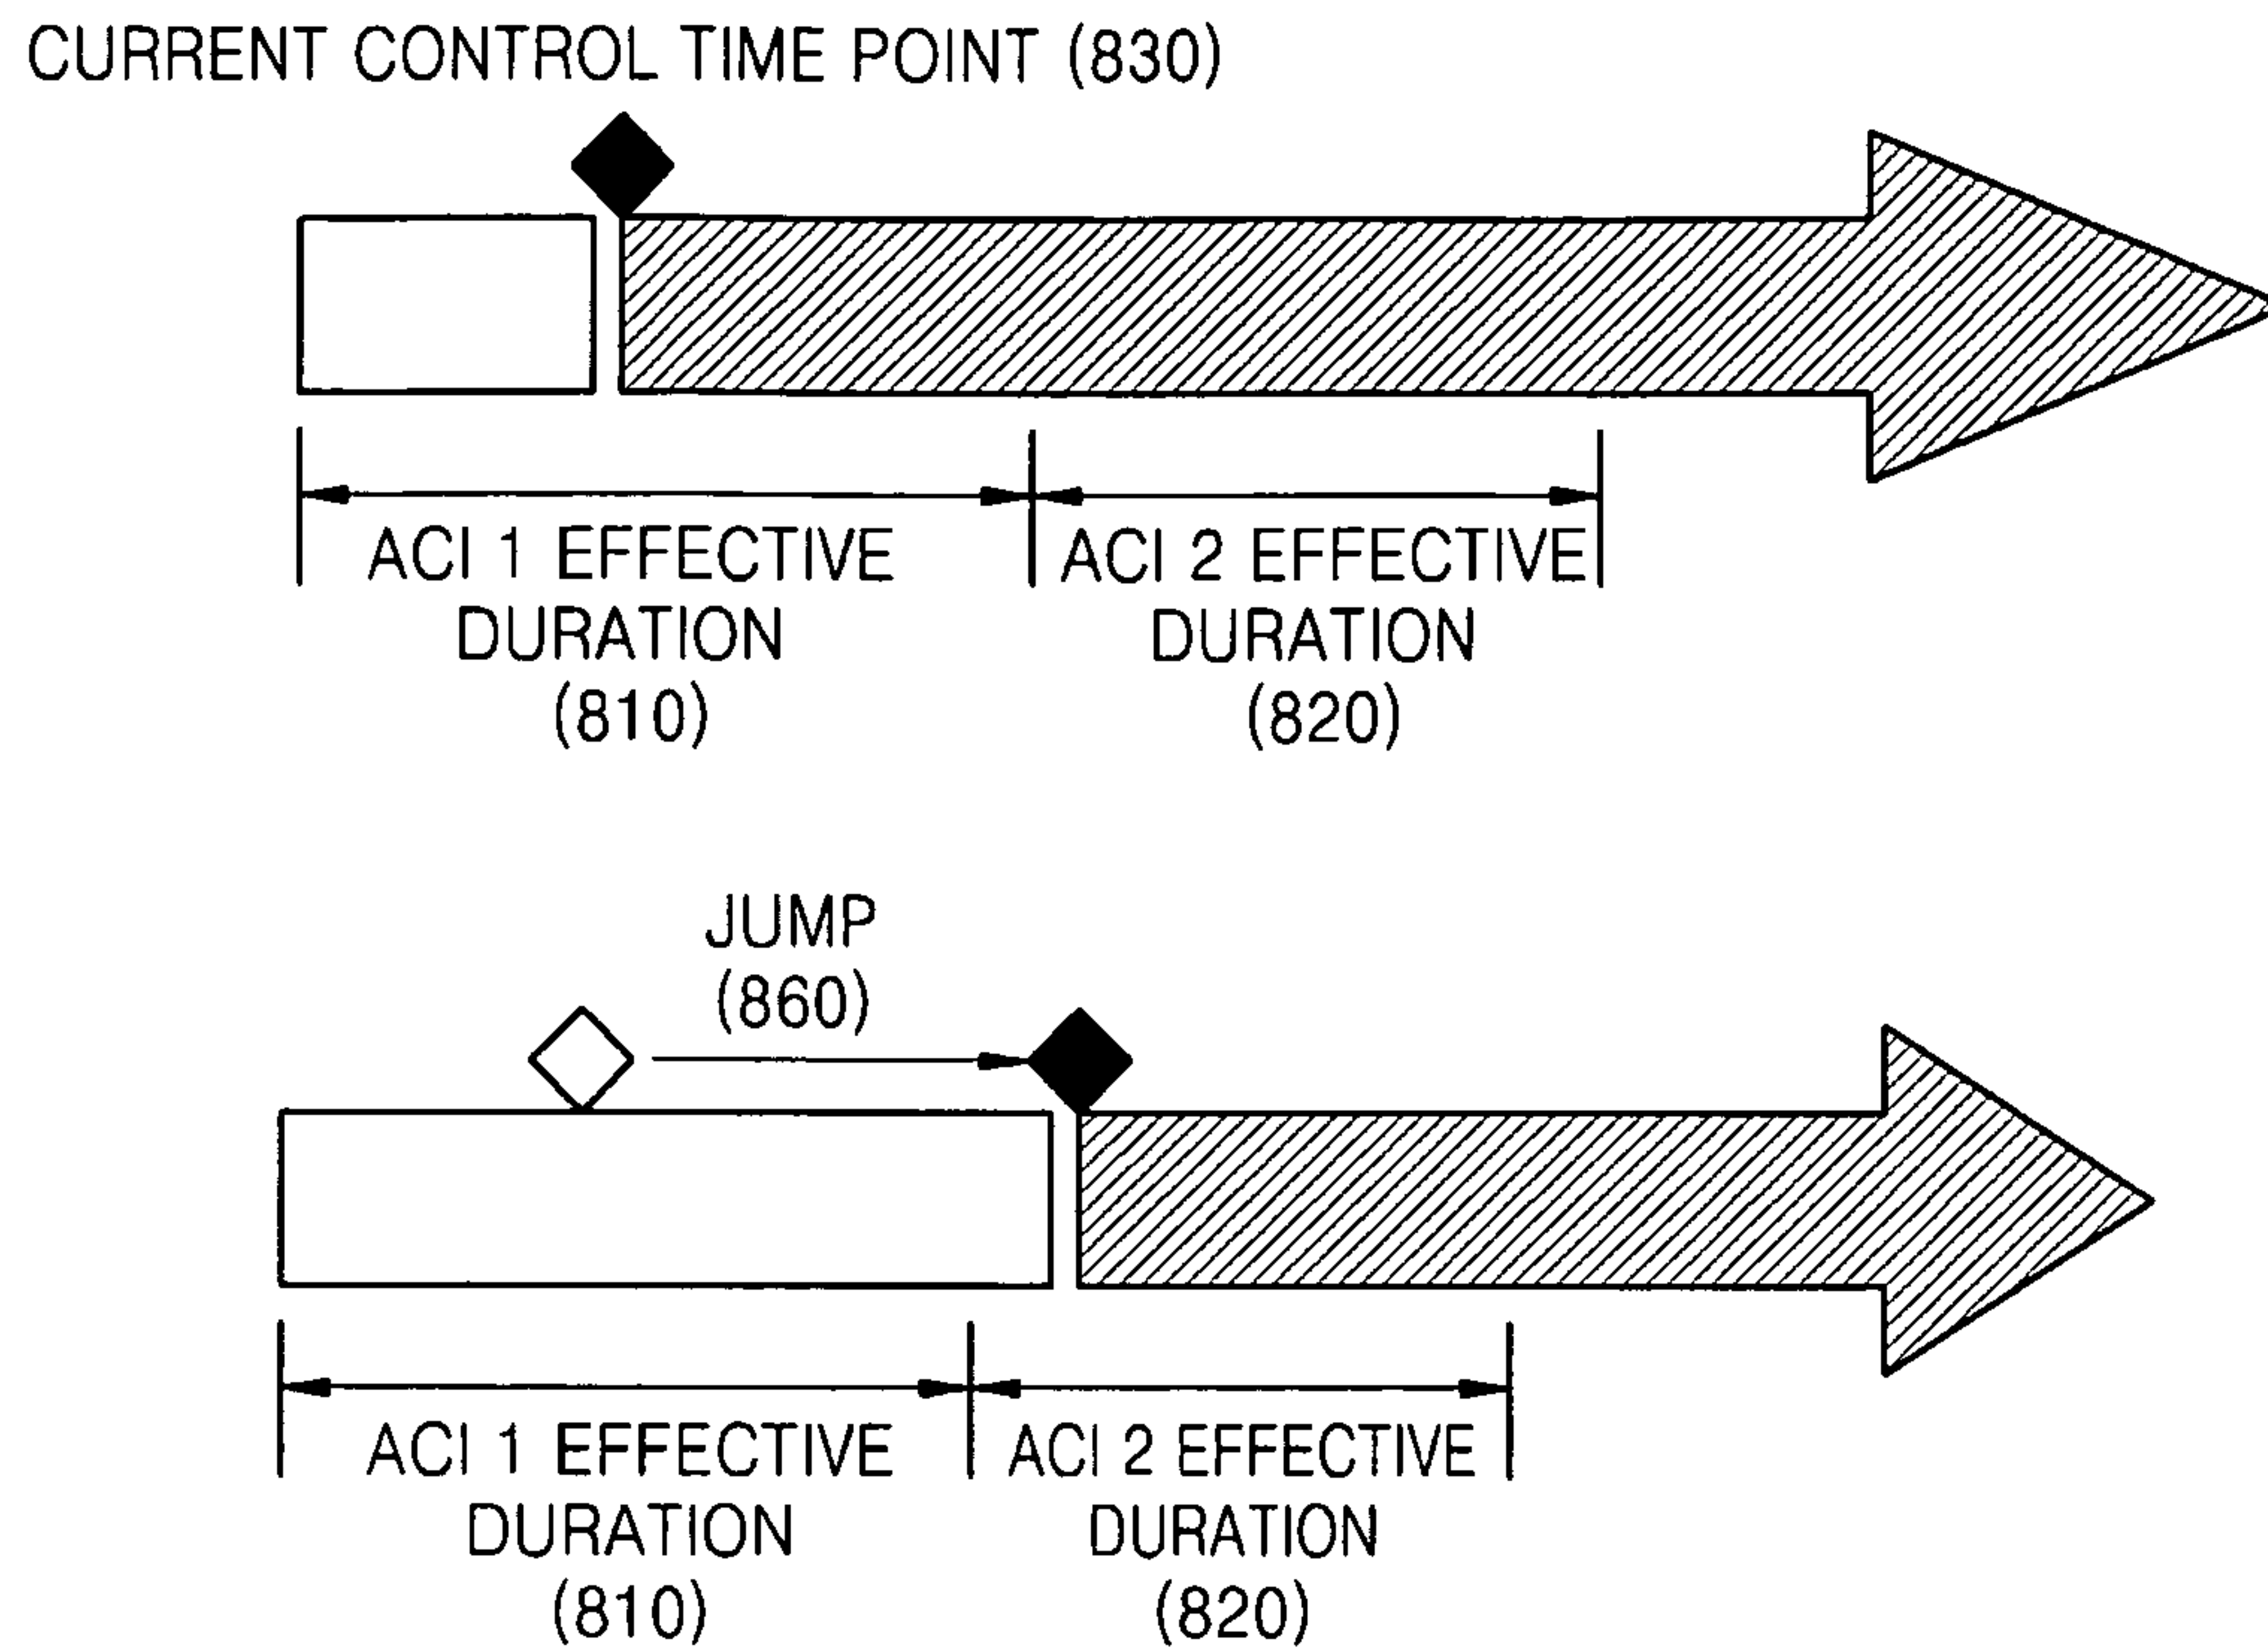 CURRENT CONTROL TIME POINT (830)
ACI 1 EFFECTIVE
DURATION
(810)
ACI 2 EFFECTIVE
DURATION
(820)
JUMP
(860)
ACI 1 EFFECTIVE
DURATION
(810)
ACI 2 EFFECTIVE
DURATION
(820)